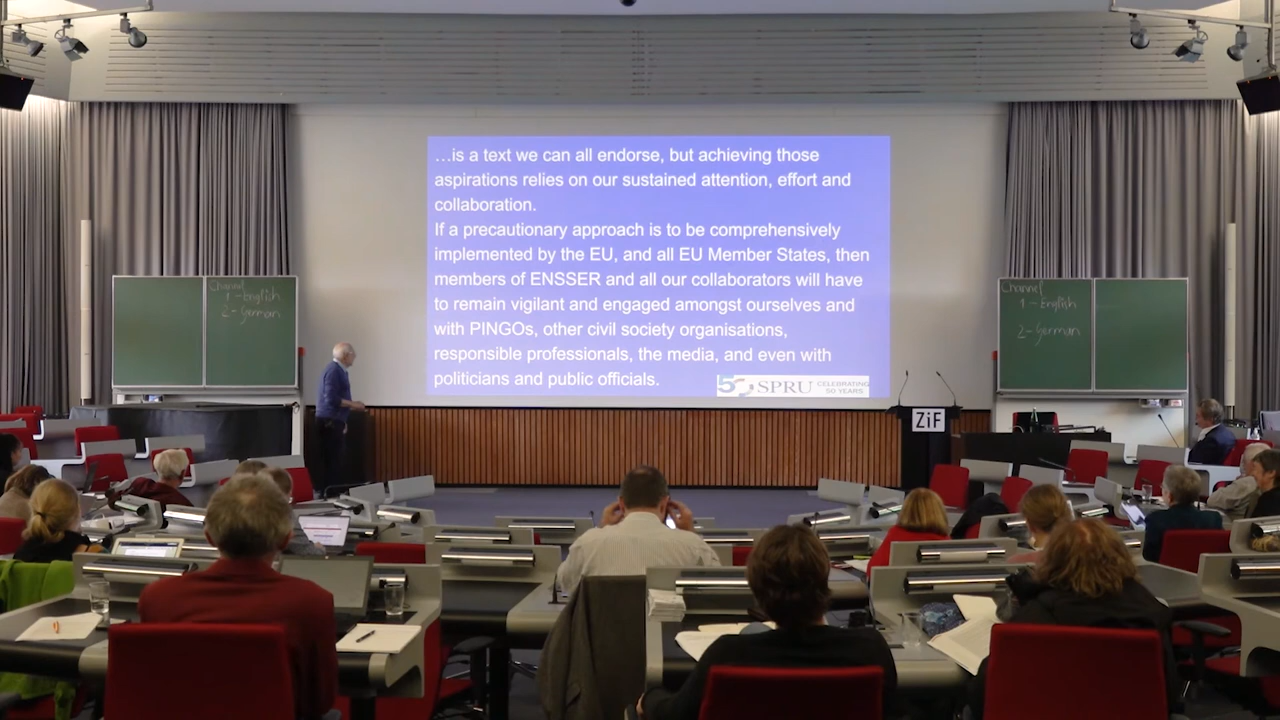 …is a text we can all endorse, but achieving those
aspirations relies on our sustained attention, effort and
collaboration.
If a precautionary approach is to be comprehensively
implemented by the EU, and all EU Member States, then
members of ENSSER and all our collaborators will have
to remain vigilant and engaged amongst ourselves and
with PINGOs, other civil society organisations,
responsible professionals, the media, and even with
politicians and public officials.
50 SPRU CELEBRATING
50 YEARS
Channel
1 - English
2 - German
Channel
1 - English
2 - German
ZiF